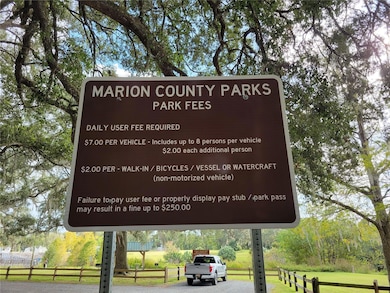 MARION COUNTY PARKS
PARK FEES
DAILY USER FEE REQUIRED
$7.00 PER VEHICLE - Includes up to 8 persons per vehicle
$2.00 each additional person
$2.00 PER - WALK-IN / BICYCLES / VESSEL OR WATERCRAFT
(non-motorized vehicle)
Failure to pay user fee or properly display pay stub / park pass
may result in a fine up to $250.00